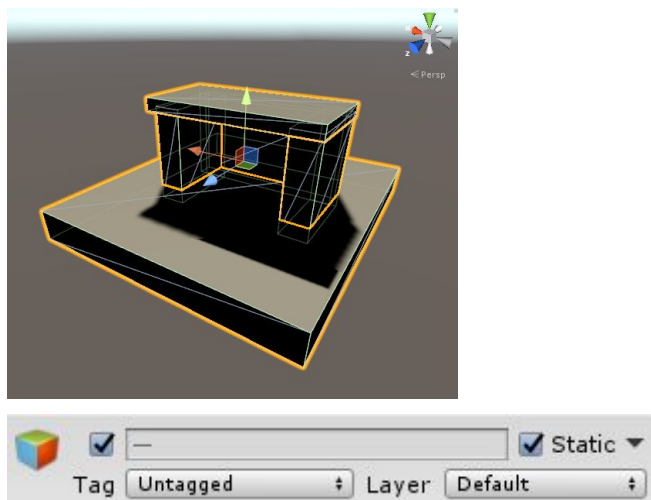 z
< Persp
—
Static
Tag Untagged Layer Default